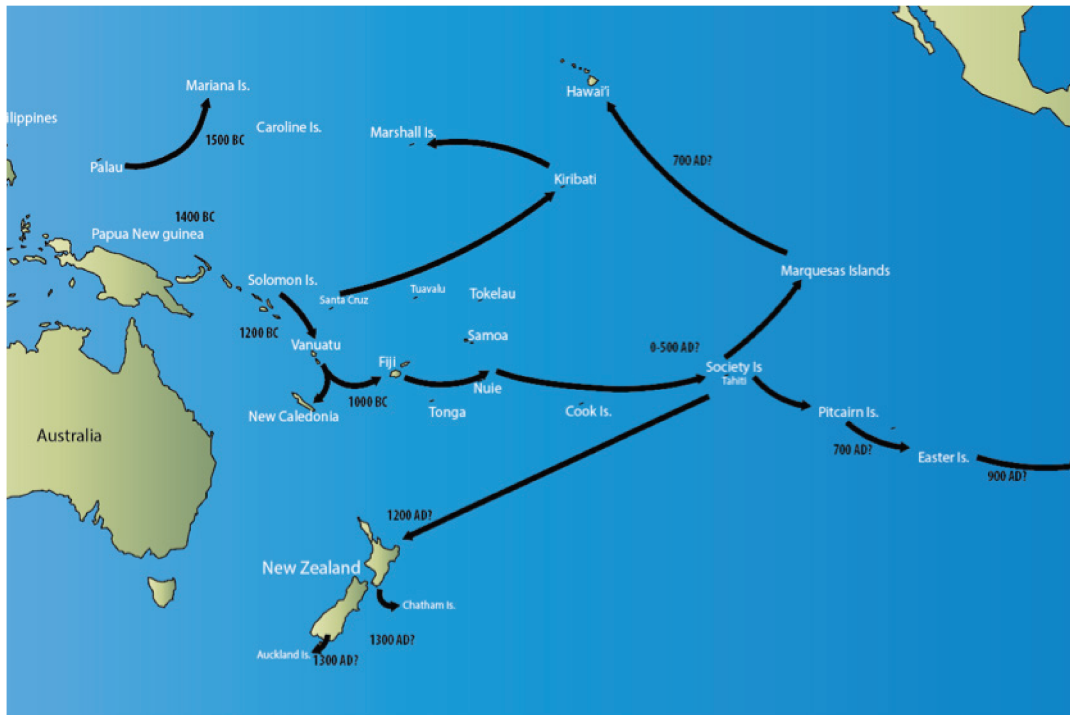 Mariana Is.
Hawai'i
ilippines
Caroline Is.
Marshall Is.
1500 BC
Palau
700 AD?
Kiribati
1400 BC
Papua New guinea
Marquesas Islands
Solomon Is.
Santa Cruz
Tuavalu
Tokelau
1200 BC
Samoa
Vanuatu
0-500 AD?
Fiji
Society Is
Tahiti
Nuie
1000 BC
New Caledonia
Tonga
Cook Is.
Pitcairn Is.
Australia
700 AD?
Easter Is.
900 AD?
1200 AD?
New Zealand
Chatham Is.
1300 AD?
Auckland Is.
1300 AD?